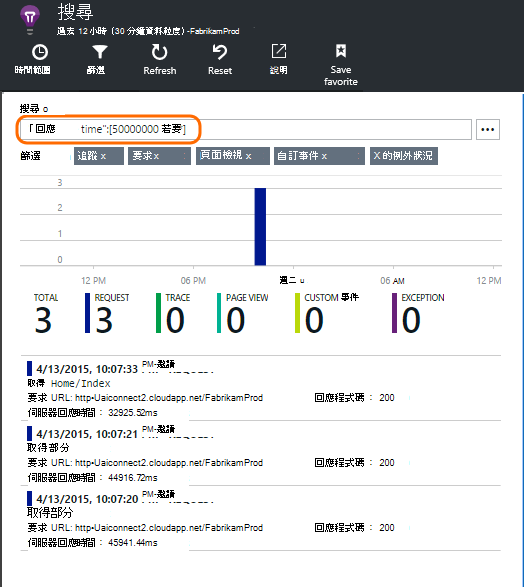 搜尋
過去 12 小時 (30 分鐘資料粒度) -FabrikamProd
時間範圍 篩選 Refresh Reset 說明 Save favorite
搜尋 o
「回應 time":[50000000 若要]
篩選 追蹤 x 要求 x 頁面檢視 x 自訂事件 x X 的例外狀況
3
2
1
0
12 PM 06 PM 週二 u 06 AM 12 PM
TOTAL REQUEST TRACE PAGE VIEW CUSTOM 事件 EXCEPTION
3 3 0 0 0 0
4/13/2015, 10:07:33 PM-邀請
取得 Home/Index
要求 URL: http•Uaiconnect2.cloudapp.net/FabrikamProd 回應程式碼： 200
伺服器回應時間： 32925.52ms
4/13/2015, 10:07:21 PM-邀請
取得部分
要求 URL: http•Uaiconnect2.cloudapp.net/FabrikamProd 回應程式碼： 200
伺服器回應時間： 44916.72ms
4/13/2015, 10:07:20 PM-邀請
取得部分
要求 URL: http•Uaiconnect2.cloudapp.net/FabrikamProd 回應程式碼： 200
伺服器回應時間： 45941.44ms